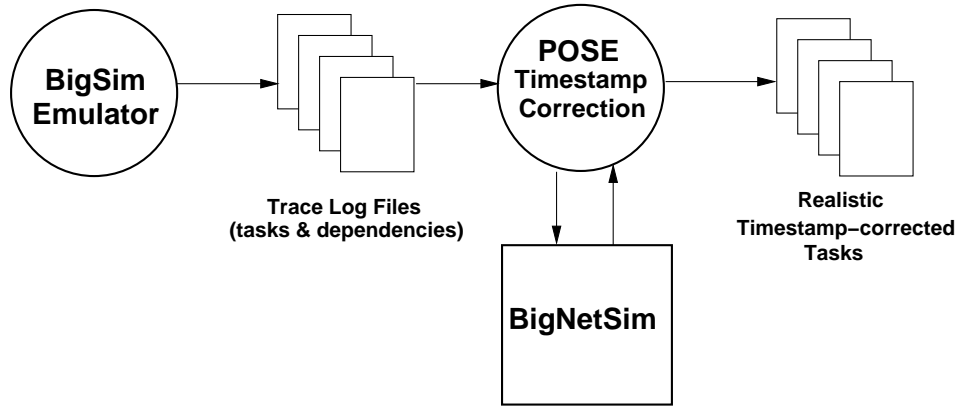 BigSim
Emulator
Trace Log Files
(tasks & dependencies)
POSE
Timestamp
Correction
BigNetSim
Realistic
Timestamp−corrected
Tasks